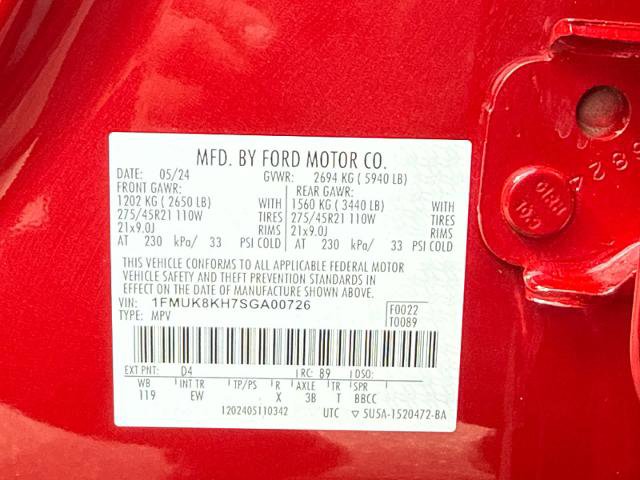 MFD. BY FORD MOTOR CO.
DATE: 05/24 GVWR: 2694 KG ( 5940 LB)
FRONT GAWR: REAR GAWR:
1202 KG ( 2650 LB) WITH 1560 KG ( 3440 LB) WITH
275/45R21 110W TIRES 275/45R21 110W TIRES
21x9.0J RIMS 21x9.0J RIMS
AT 230 kPa/ 33 PSI COLD AT 230 kPa/ 33 PSI COLD
THIS VEHICLE CONFORMS TO ALL APPLICABLE FEDERAL MOTOR
VEHICLE SAFETY AND THEFT PREVENTION STANDARDS IN
EFFECT ON THE DATE OF MANUFACTURE SHOWN ABOVE.
VIN: 1FMUK8KH7SGA00726 F0022
TYPE: MPV T0089
EXT PNT: D4 RC: 89 DSO:
WB INT TR TP/PS R AXLE TR SPR
119 EW X 3B T BBCC
12024051 10342 UTC ▽ 5U5A-1520472-BA